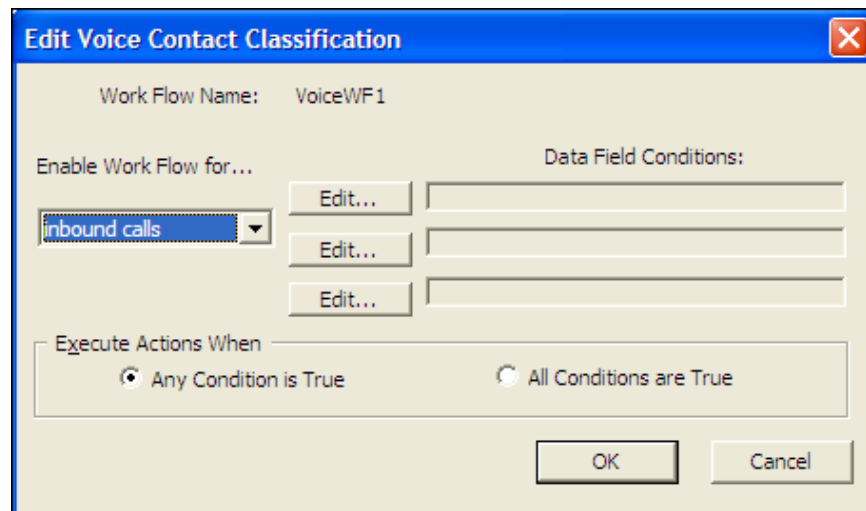 Edit Voice Contact Classification
Work Flow Name: VoiceWF1
Enable Work Flow for...
Data Field Conditions:
inbound calls
Edit...
Edit...
Edit...
Execute Actions When
Any Condition is True
All Conditions are True
OK
Cancel